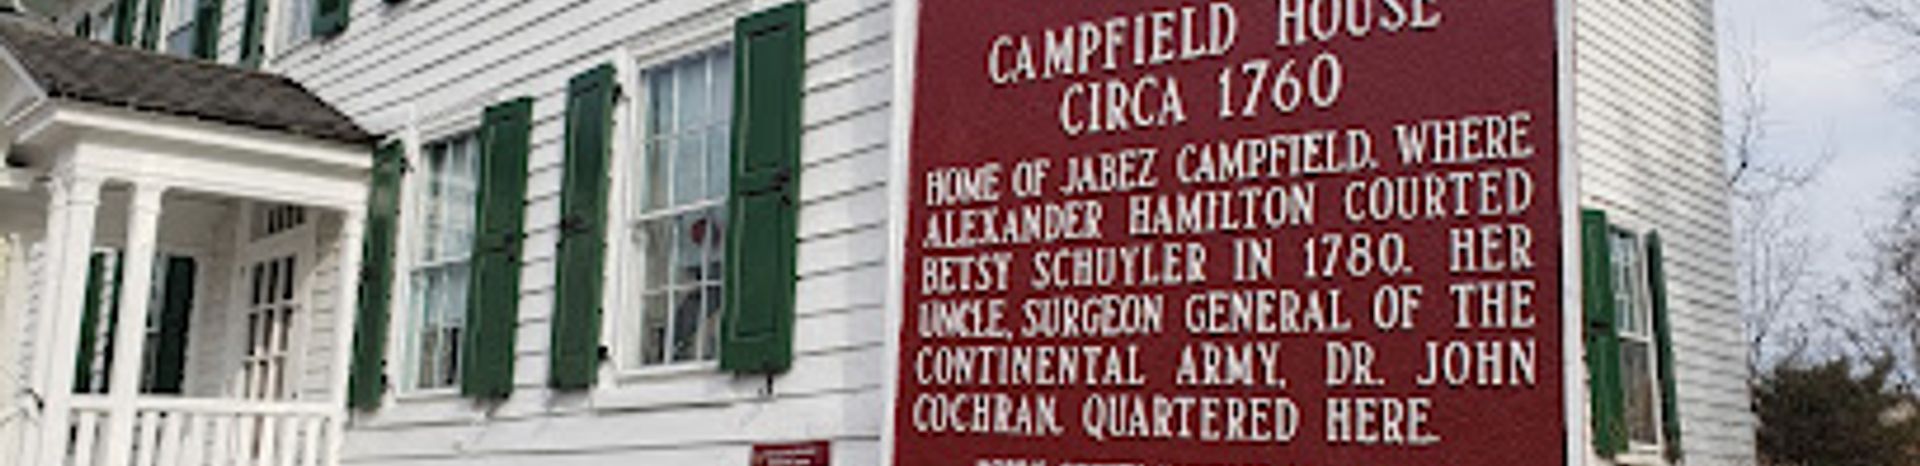 CAMPFIELD HOUSE
CIRCA 1760
HOME OF JABEZ CAMPFIELD, WHERE
ALEXANDER HAMILTON COURTED
BETSY SCHUYLER IN 1780. HER
UNCLE, SURGEON GENERAL OF THE
CONTINENTAL ARMY, DR. JOHN
COCHRAN, QUARTERED HERE.